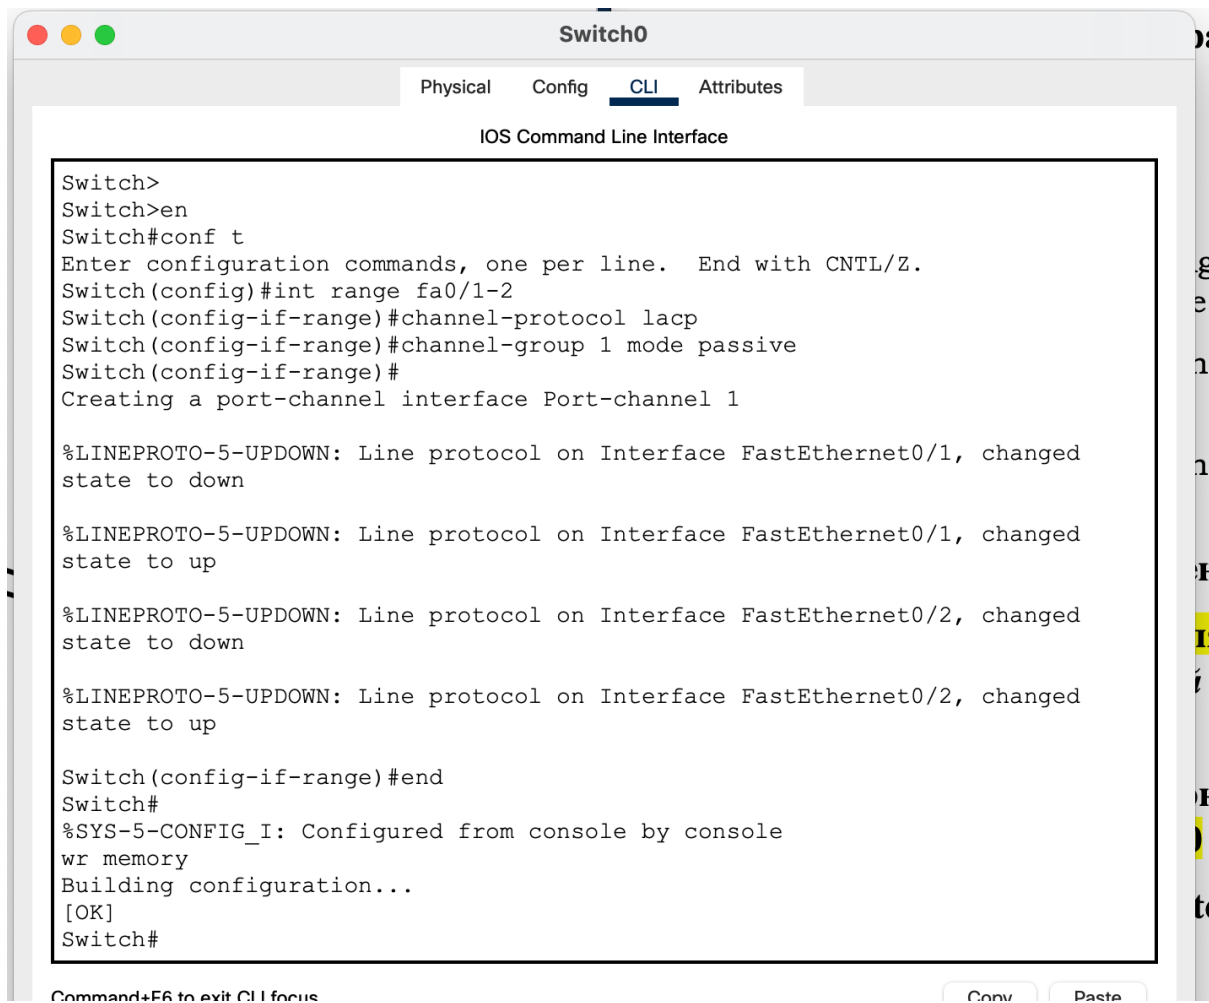 Switch0
Physical Config CLI Attributes
IOS Command Line Interface
Switch>
Switch>en
Switch#conf t
Enter configuration commands, one per line.  End with CNTL/Z.
Switch(config)#int range fa0/1-2
Switch(config-if-range)#channel-protocol lacp
Switch(config-if-range)#channel-group 1 mode passive
Switch(config-if-range)#
Creating a port-channel interface Port-channel 1
%LINEPROTO-5-UPDOWN: Line protocol on Interface FastEthernet0/1, changed
state to down
%LINEPROTO-5-UPDOWN: Line protocol on Interface FastEthernet0/1, changed
state to up
%LINEPROTO-5-UPDOWN: Line protocol on Interface FastEthernet0/2, changed
state to down
%LINEPROTO-5-UPDOWN: Line protocol on Interface FastEthernet0/2, changed
state to up
Switch(config-if-range)#end
Switch#
%SYS-5-CONFIG_I: Configured from console by console
wr memory
Building configuration...
[OK]
Switch#
Command+F6 to exit CLI focus Copy Paste